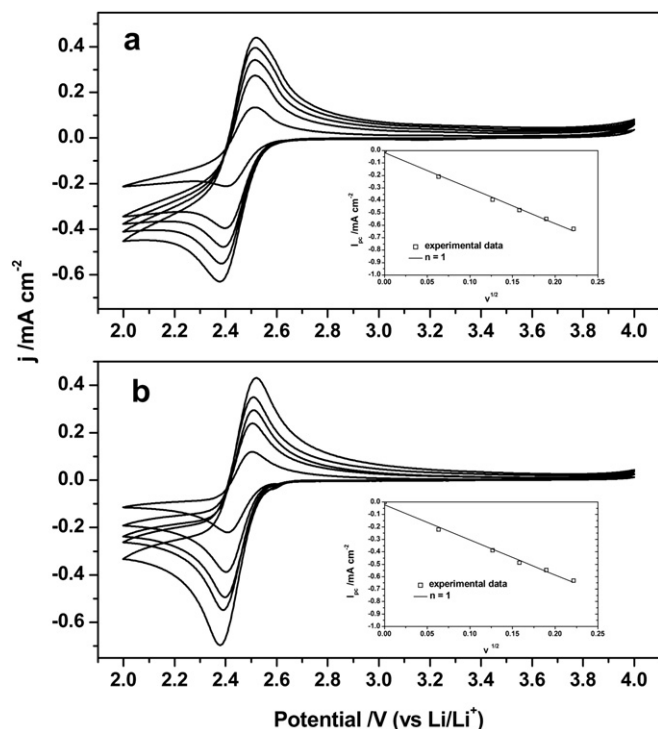 a
0.4
0.2
0.0
-0.2
-0.4
-0.6
2.0 2.2 2.4 2.6 2.8 3.0 3.2 3.4 3.6 3.8 4.0
0.0
-0.1
-0.2
-0.3
-0.4
-0.5
-0.6
-0.7
-0.8
-0.9
-1.0
I pc /mA cm-2
experimental data
n = 1
0.00 0.05 0.10 0.15 0.20 0.25
v1/2
j /mA cm-2
b
0.4
0.2
0.0
-0.2
-0.4
-0.6
2.0 2.2 2.4 2.6 2.8 3.0 3.2 3.4 3.6 3.8 4.0
0.0
-0.1
-0.2
-0.3
-0.4
-0.5
-0.6
-0.7
-0.8
-0.9
-1.0
I pc /mA cm-2
experimental data
n = 1
0.00 0.05 0.10 0.15 0.20 0.25
v 1/2
Potential /V (vs Li/Li+)